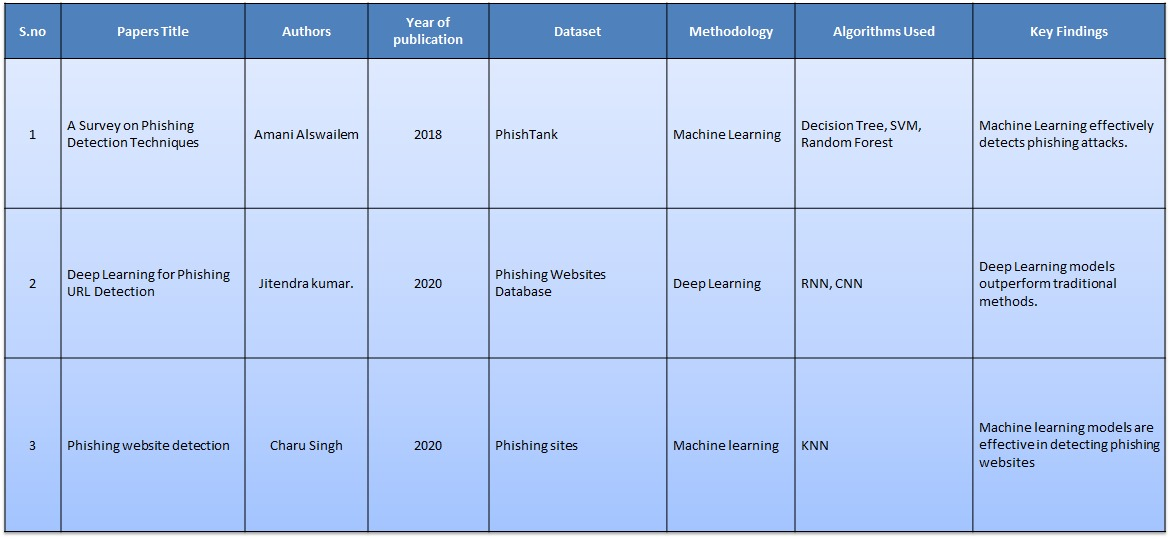 S.no
Papers Title
Authors
Year of
publication
Dataset
Methodology
Algorithms Used
Key Findings
1
A Survey on Phishing
Detection Techniques
Amani Alswailem
2018
PhishTank
Machine Learning
Decision Tree, SVM,
Random Forest
Machine Learning effectively
detects phishing attacks.
2
Deep Learning for Phishing
URL Detection
Jitendra kumar.
2020
Phishing Websites
Database
Deep Learning
RNN, CNN
Deep Learning models
outperform traditional
methods.
3
Phishing website detection
Charu Singh
2020
Phishing sites
Machine learning
KNN
Machine learning models are
effective in detecting phishing
websites